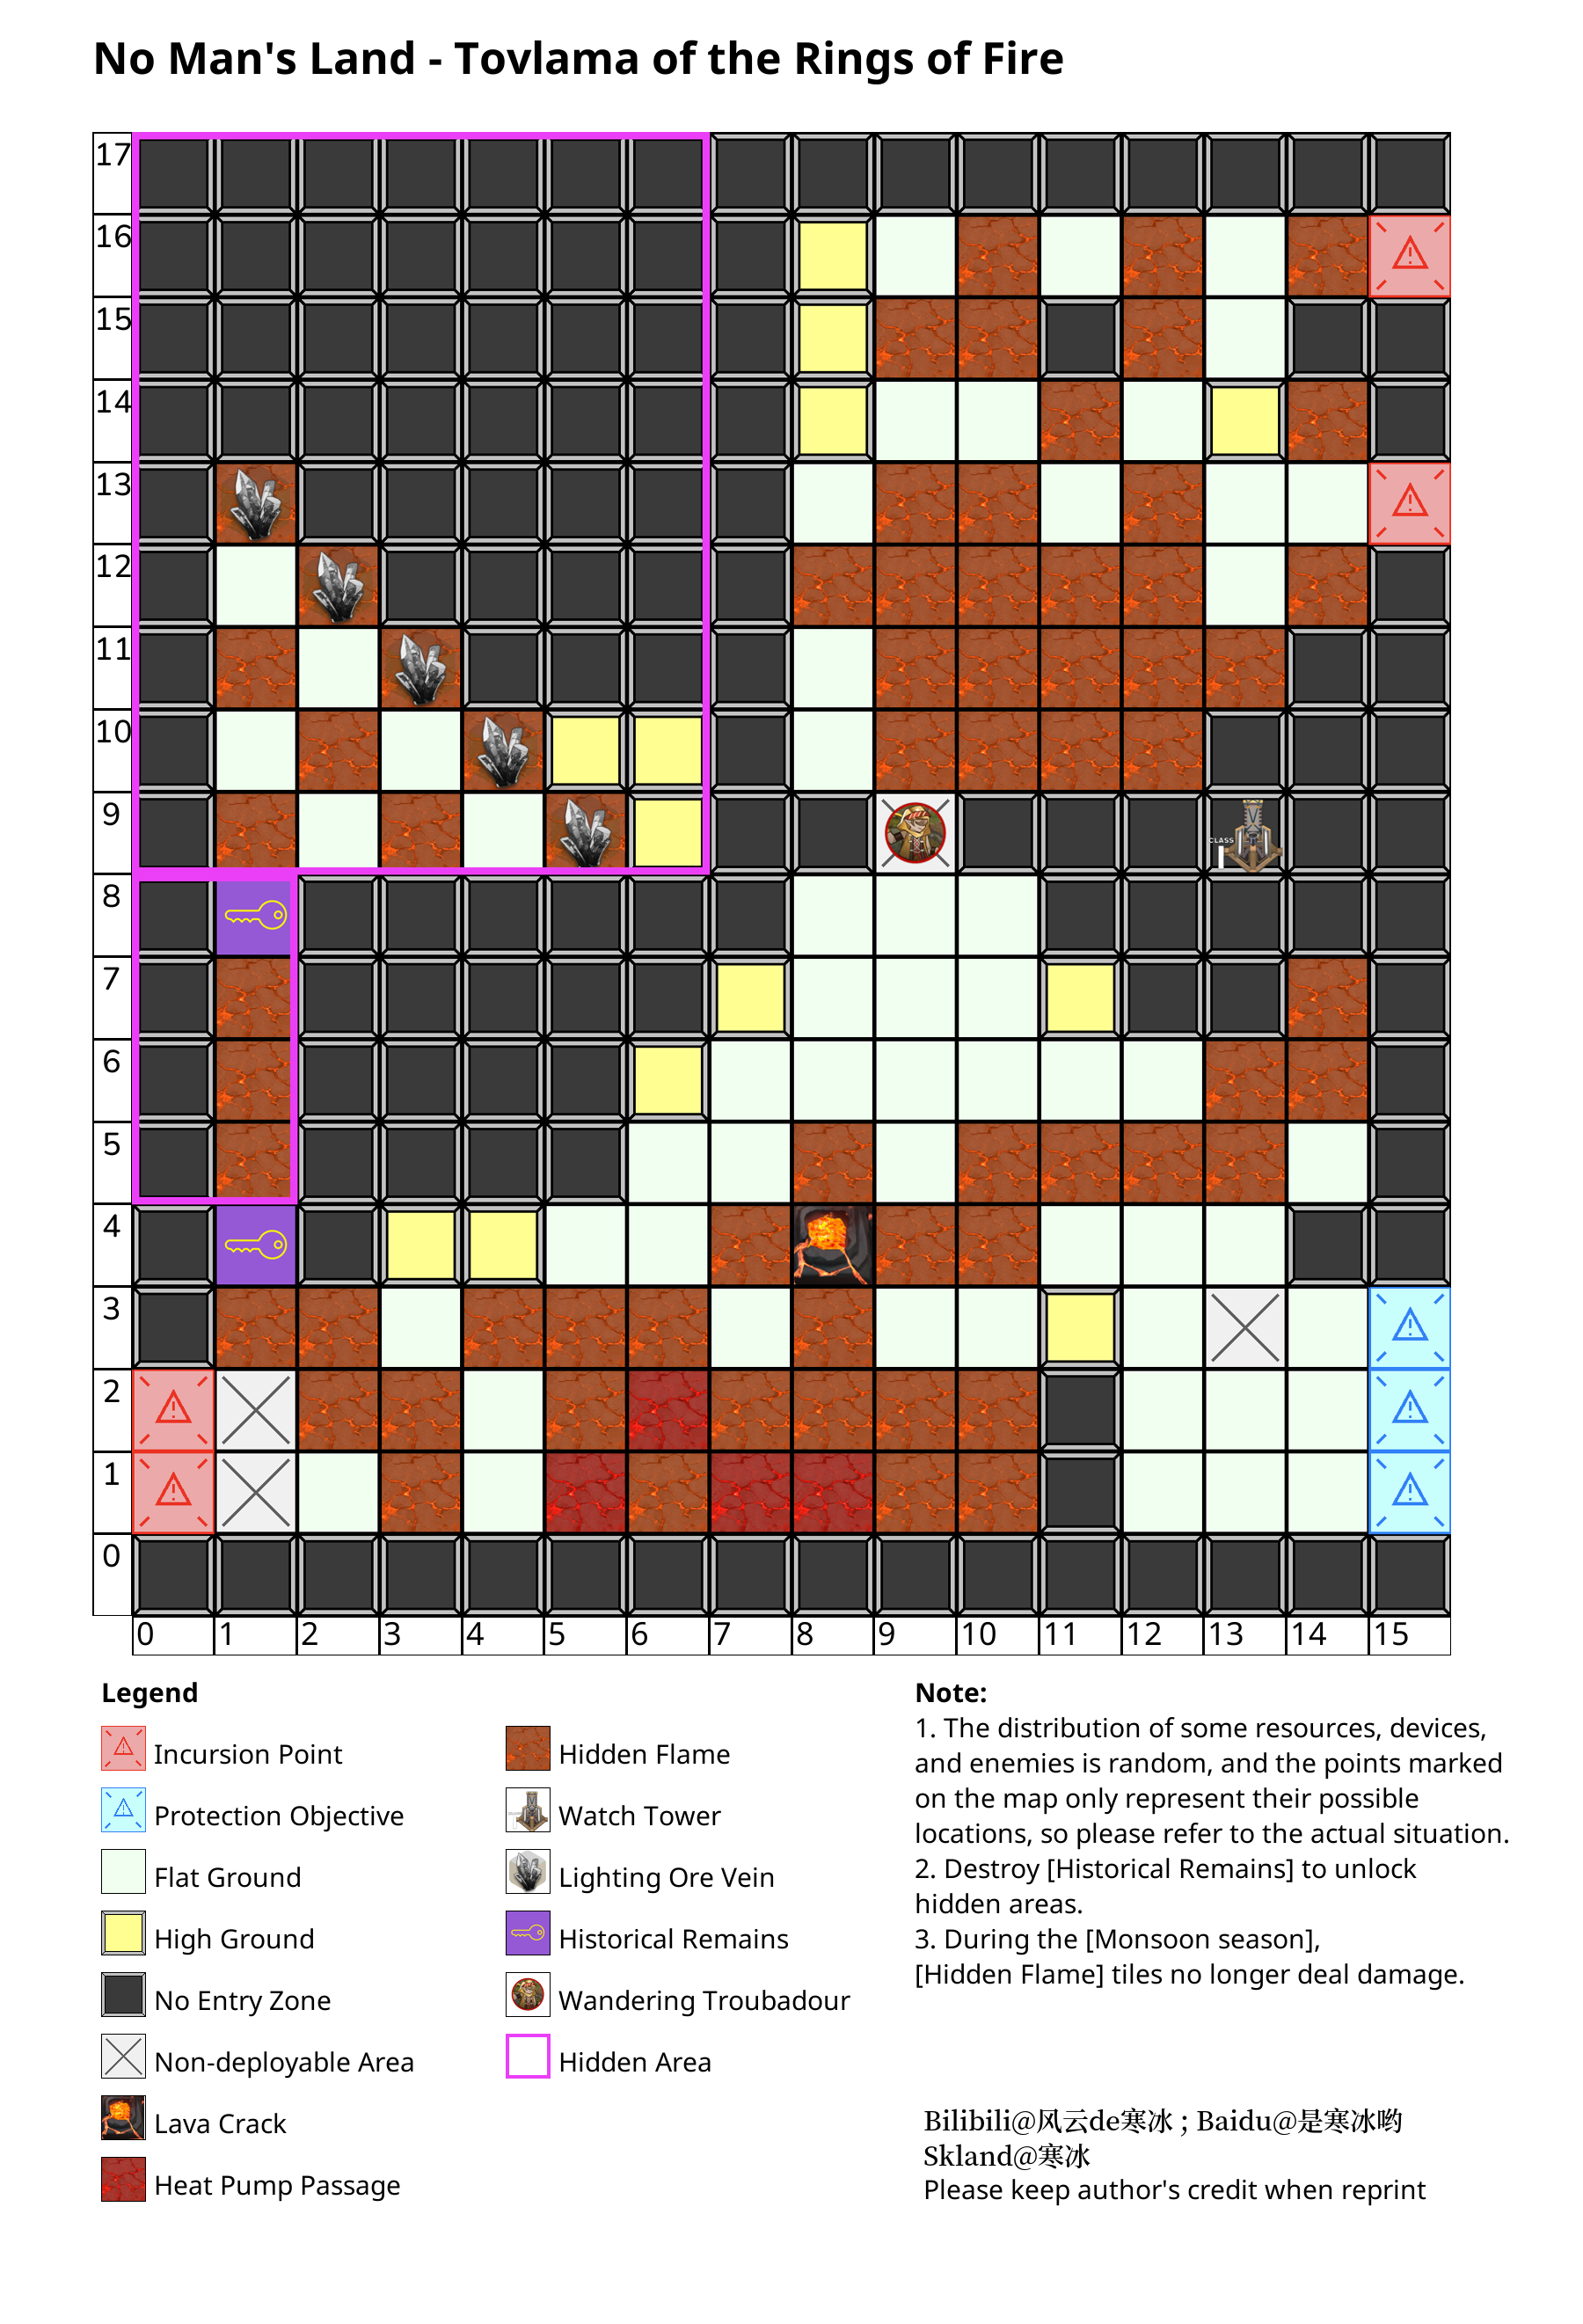 No Man's Land - Tovlama of the Rings of Fire
17
16
15
14
13
12
11
10
9
CLASS I
8
7
6
5
4
3
2
1
0
0 1 2 3 4 5 6 7 8 9 10 11 12 13 14 15
Legend
Incursion Point
Protection Objective
Flat Ground
High Ground
No Entry Zone
Non-deployable Area
Lava Crack
Heat Pump Passage
Hidden Flame
Watch Tower
Lighting Ore Vein
Historical Remains
Wandering Troubadour
Hidden Area
Note:
1. The distribution of some resources, devices,
and enemies is random, and the points marked
on the map only represent their possible
locations, so please refer to the actual situation.
2. Destroy [Historical Remains] to unlock
hidden areas.
3. During the [Monsoon season],
[Hidden Flame] tiles no longer deal damage.
Bilibili@风云de寒冰 ; Baidu@是寒冰哟
Skland@寒冰
Please keep author's credit when reprint